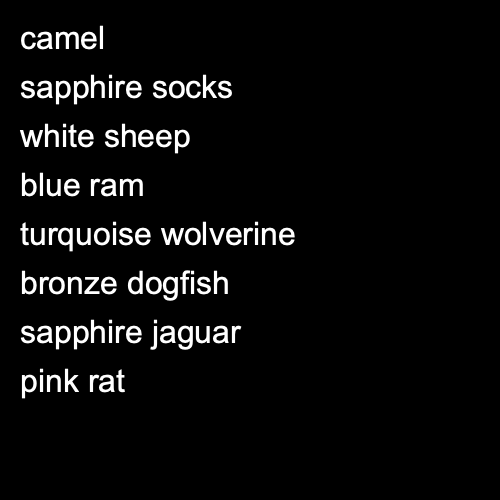 camel
sapphire socks
white sheep
blue ram
turquoise wolverine
bronze dogfish
sapphire jaguar
pink rat